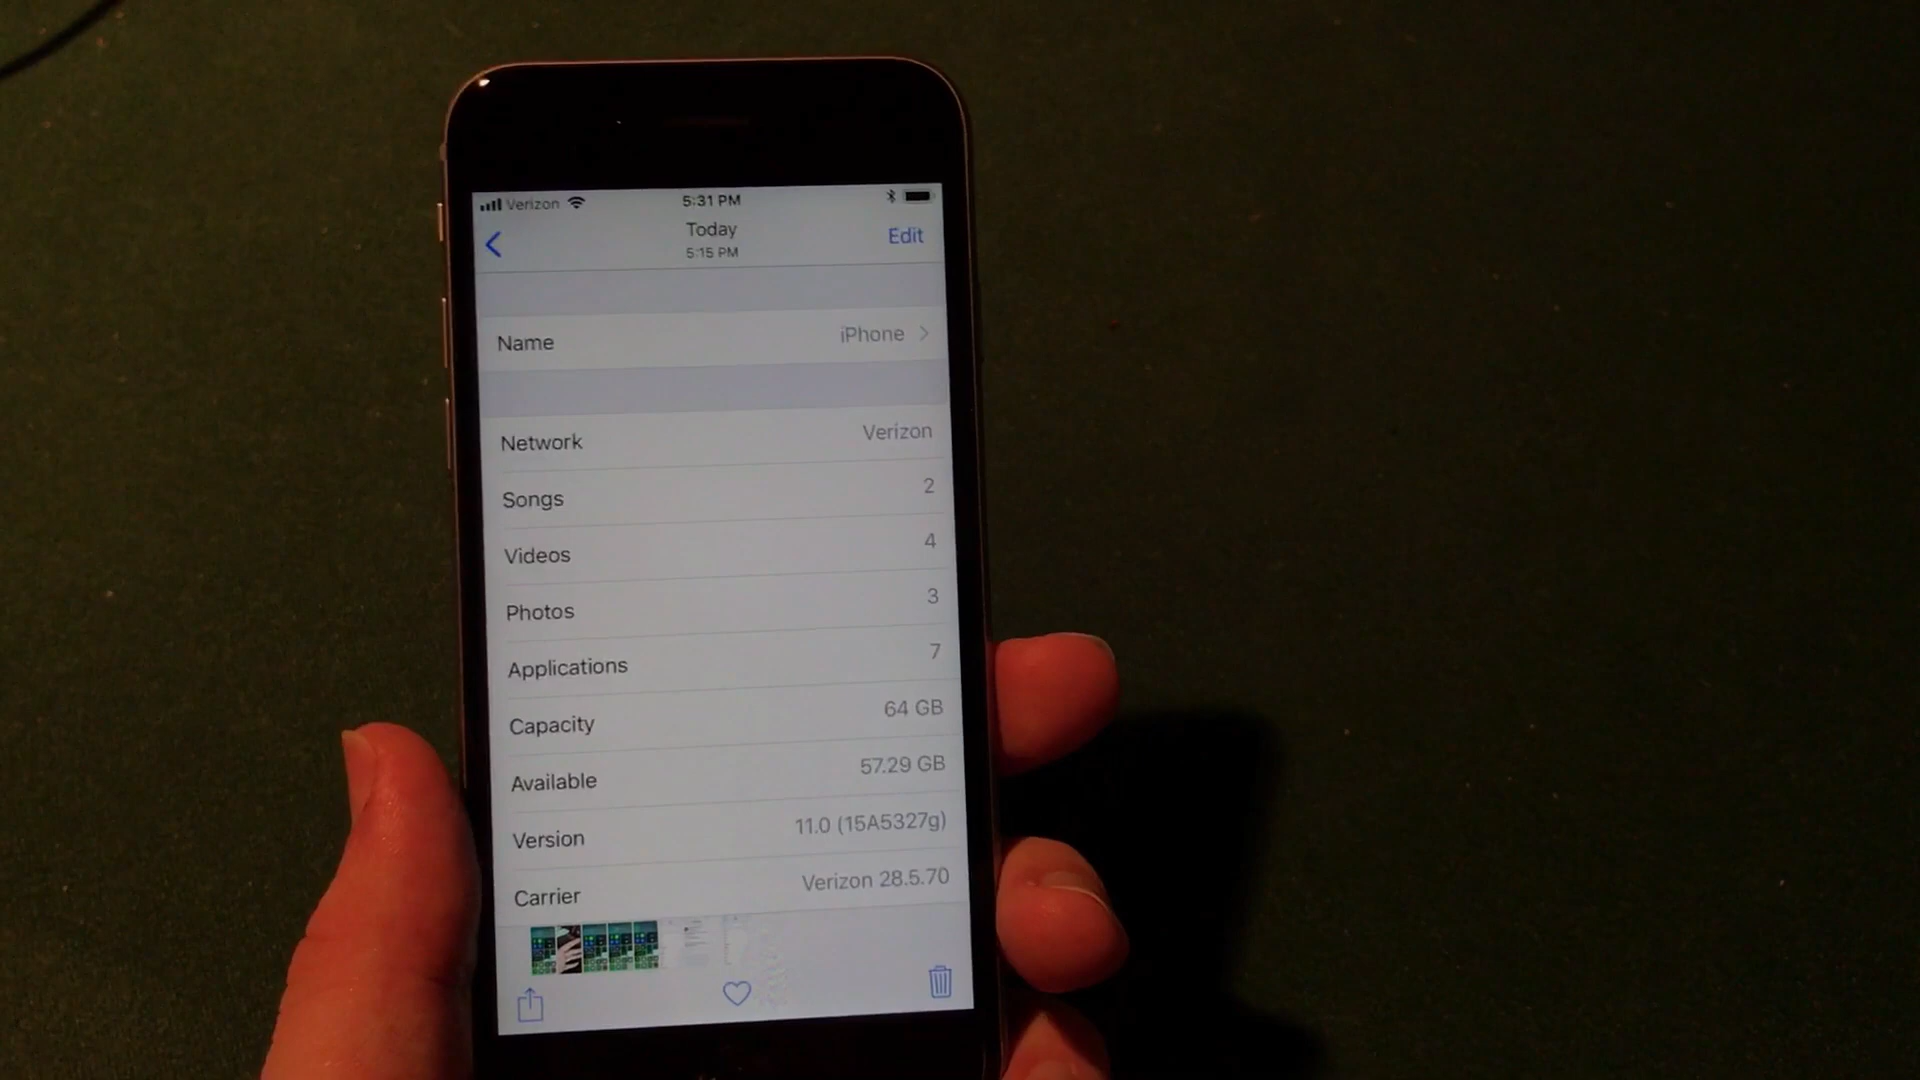 Verizon 5:31 PM
Today
5:15 PM
Edit
Name iPhone
Network Verizon
Songs 2
Videos 4
Photos 3
Applications 7
Capacity 64 GB
Available 57.29 GB
Version 11.0 (15A5327g)
Carrier Verizon 28.5.70